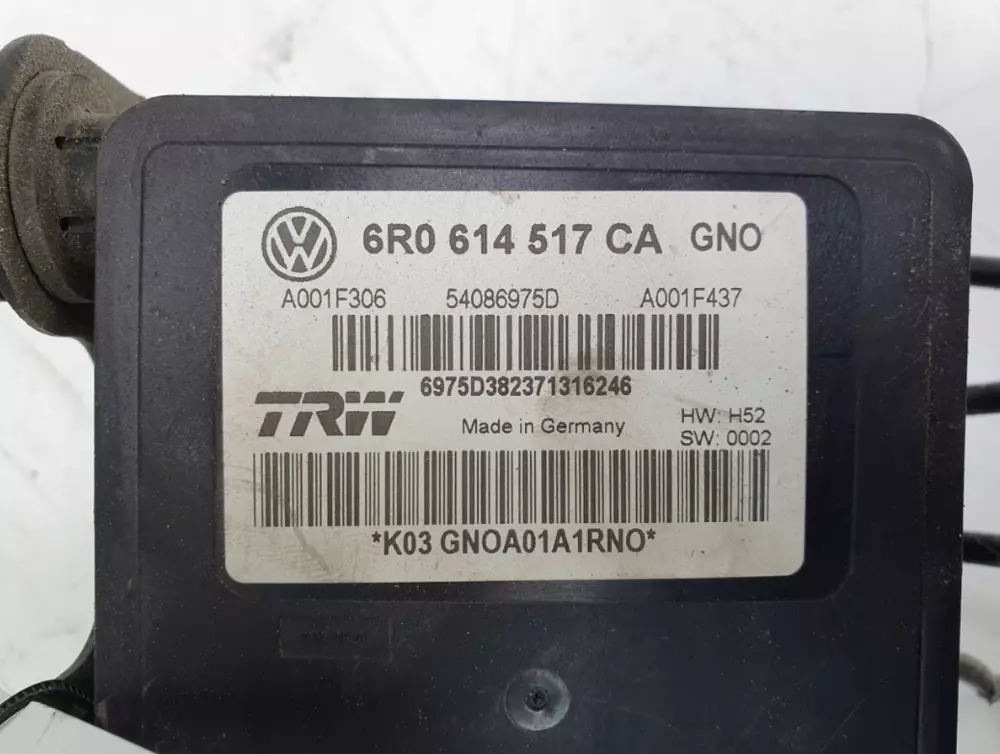 6R0 614 517 CA GNO
A001F306 54086975D A001F437
6975D382371316246
TRW Made in Germany HW: H52
SW: 0002
*K03 GNOA01A1RNO*